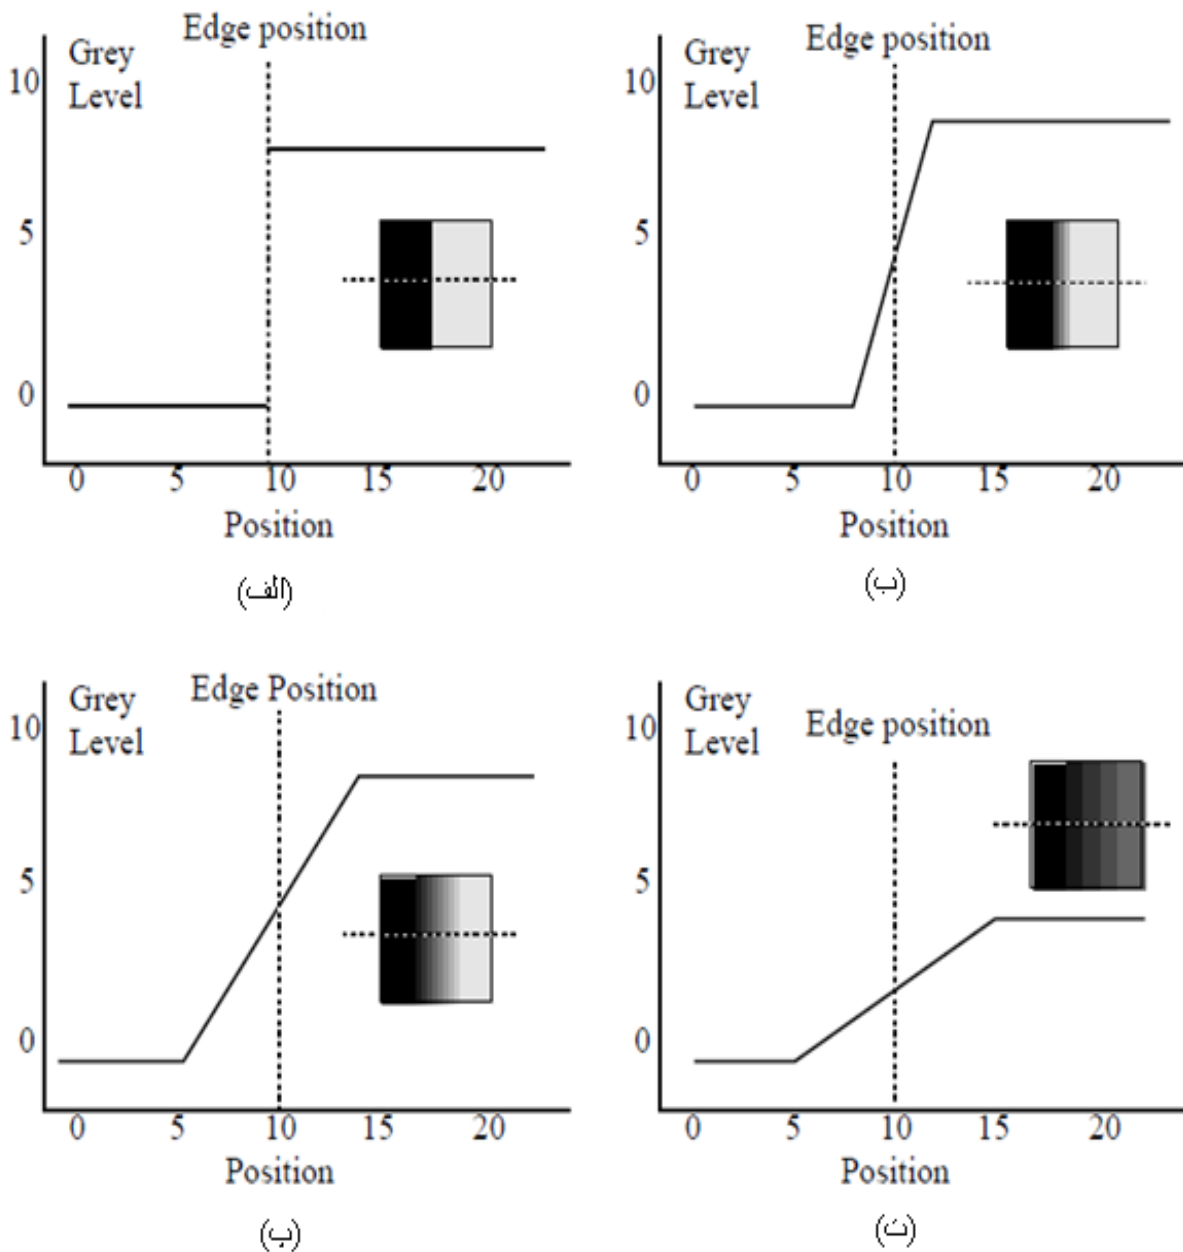 Edge position
Grey
Level
10
5
0
0 5 10 15 20
Position
(الف)
Edge position
Grey
Level
10
5
0
0 5 10 15 20
Position
(ب)
Edge Position
Grey
Level
10
5
0
0 5 10 15 20
Position
(پ)
Edge position
Grey
Level
10
5
0
0 5 10 15 20
Position
(ت)